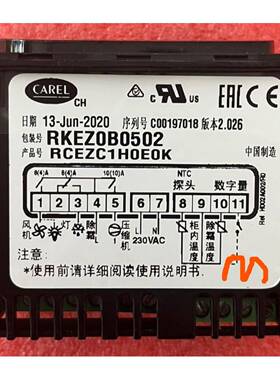 CAREL
CH
EAC
CE
日期 13-Jun-2020 序列号 C00197018 版本2.026
包装号 RKEZ0B0502
产品号 RCEZC1H0E0K
中国制造
6(4)A 8(4)A 10(10)A
NTC
探头 数字量
1 2 3 4 5 6 7 8 9 10 11
风机 灯 除霜 压缩机 230VAC 柜内温度 除霜温度
*使用前请详细阅读使用说明书.
m